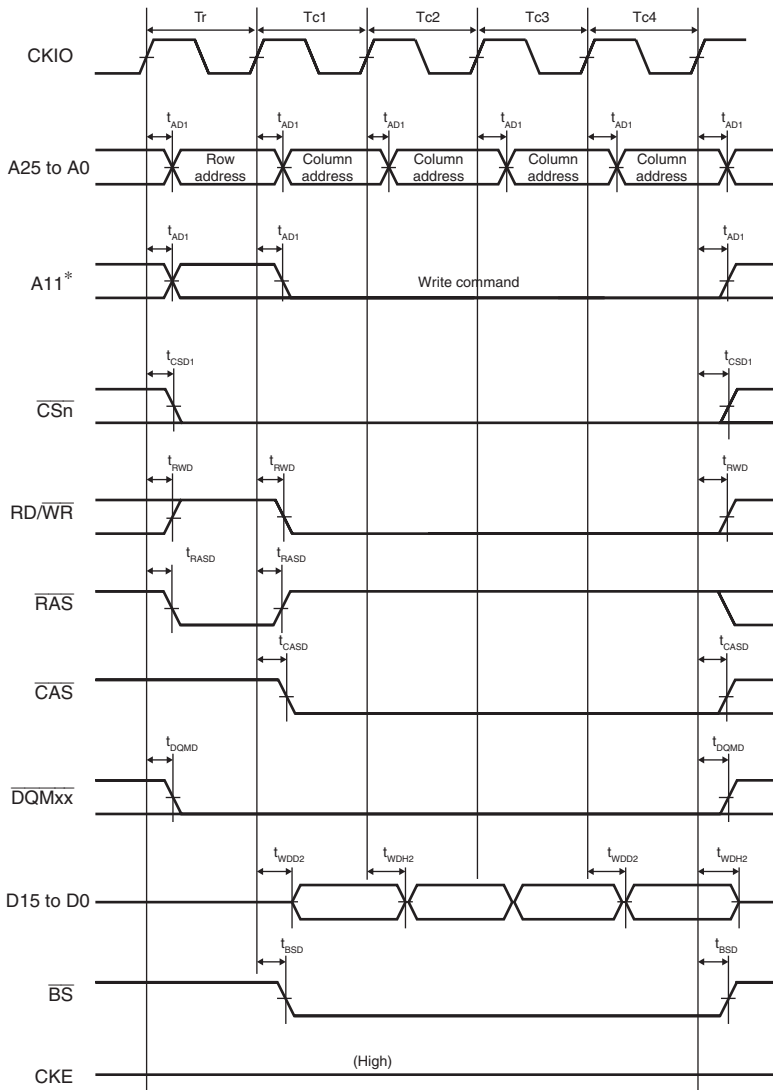 Tr Tc1 Tc2 Tc3 Tc4
CKIO
tAD1 tAD1 tAD1 tAD1 tAD1 tAD1
A25 to A0 Row address Column address Column address Column address Column address
tAD1 tAD1 tAD1
A11* Write command
tCSD1 tCSD1
CSn
tRWD tRWD tRWD
RD/WR
tRASD tRASD
RAS
tCASD tCASD
CAS
tDQMD tDQMD
DQMxx
tWDD2 tWDH2 tWDD2 tWDH2
D15 to D0
tBSD tBSD
BS
(High)
CKE